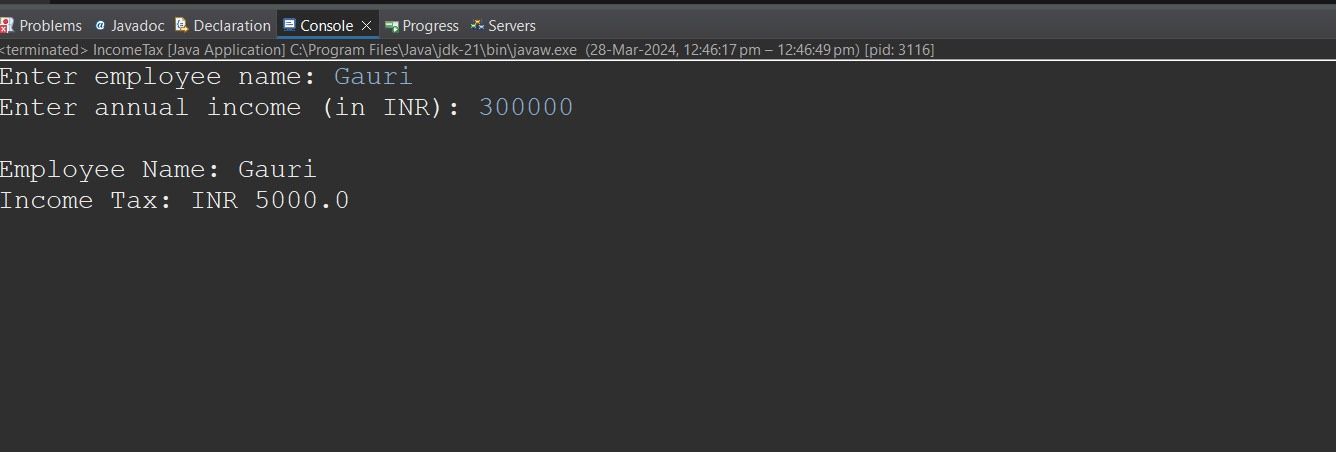 Problems @ Javadoc Declaration Console Progress Servers
<terminated> IncomeTax [Java Application] C:\Program Files\Java\jdk-21\bin\javaw.exe (28-Mar-2024, 12:46:17 pm – 12:46:49 pm) [pid: 3116]
Enter employee name: Gauri
Enter annual income (in INR): 300000
Employee Name: Gauri
Income Tax: INR 5000.0